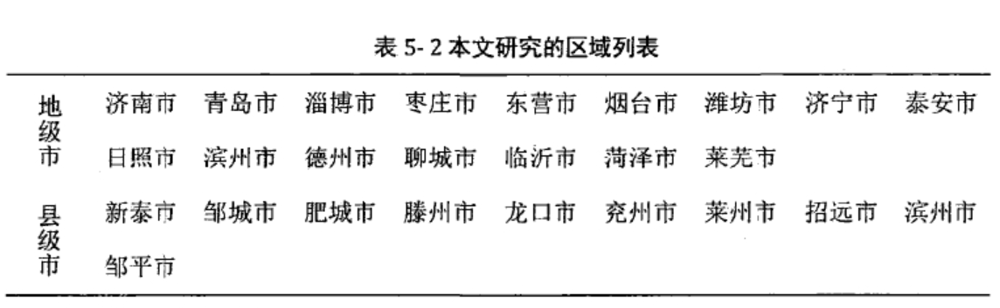 表 5- 2 本文研究的区域列表
地级市
济南市 青岛市 淄博市 枣庄市 东营市 烟台市 潍坊市 济宁市 泰安市
日照市 滨州市 德州市 聊城市 临沂市 菏泽市 莱芜市
县级市
新泰市 邹城市 肥城市 滕州市 龙口市 兖州市 莱州市 招远市 滨州市
邹平市